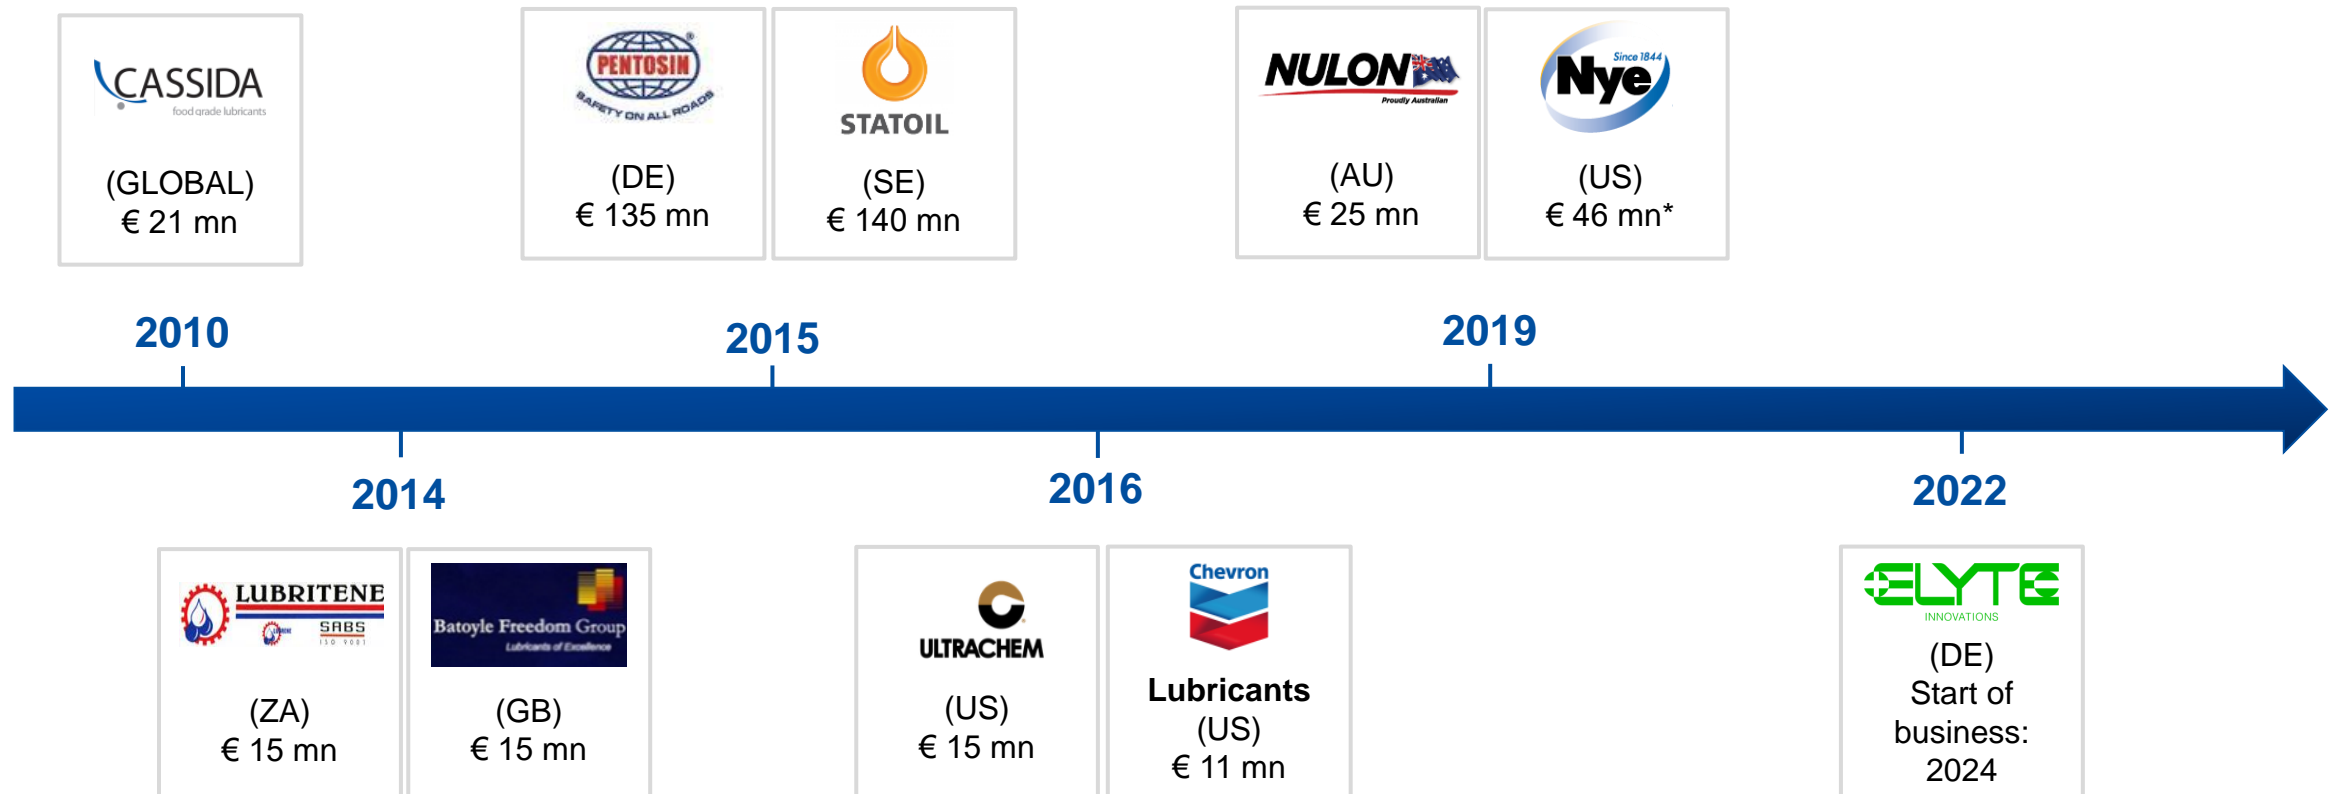 CASSIDA
food grade lubricants
(GLOBAL)
€ 21 mn
PENTOSIN®
SAFETY ON ALL ROADS
(DE)
€ 135 mn
STATOIL
(SE)
€ 140 mn
NULON
Proudly Australian
(AU)
€ 25 mn
Since 1844
Nye
(US)
€ 46 mn*
2010
2015
2019
2014
2016
2022
LUBRITENE
SABS
ISO 9001
(ZA)
€ 15 mn
Batoyle Freedom Group
Lubricants of Excellence
(GB)
€ 15 mn
ULTRACHEM
(US)
€ 15 mn
Chevron
Lubricants
(US)
€ 11 mn
ELYTE
INNOVATIONS
(DE)
Start of
business:
2024